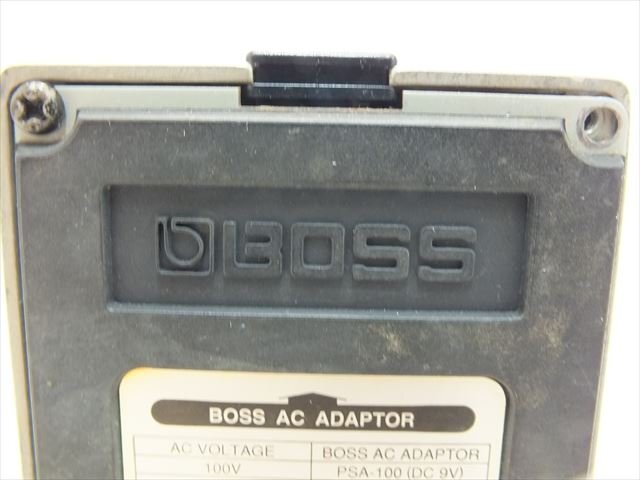 BOSS
BOSS AC ADAPTOR
AC VOLTAGE BOSS AC ADAPTOR
100V PSA-100 (DC 9V)